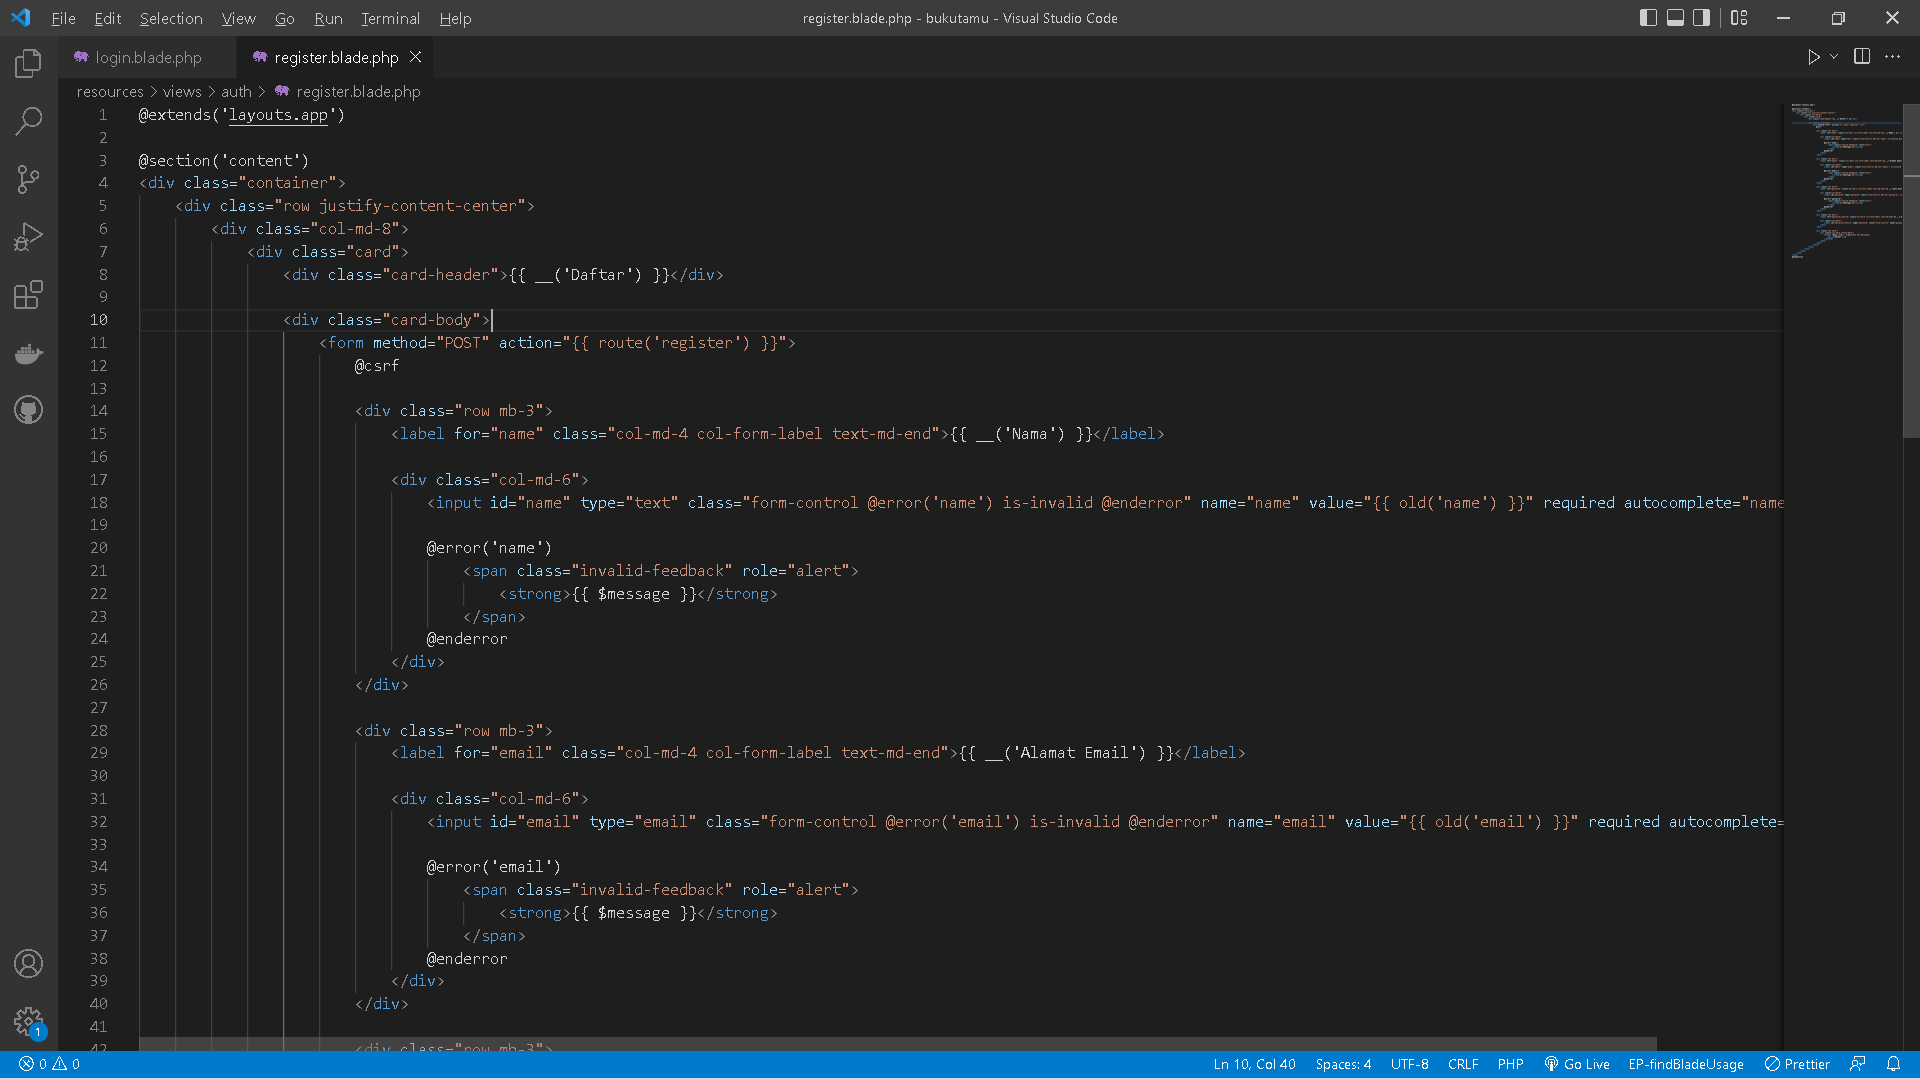 File Edit Selection View Go Run Terminal Help
register.blade.php - bukutamu - Visual Studio Code
login.blade.php
register.blade.php
resources > views > auth > register.blade.php
1 @extends('layouts.app')
2
3 @section('content')
4 <div class="container">
5 <div class="row justify-content-center">
6 <div class="col-md-8">
7 <div class="card">
8 <div class="card-header">{{ __('Daftar') }}</div>
9
10 <div class="card-body">
11 <form method="POST" action="{{ route('register') }}">
12 @csrf
13
14 <div class="row mb-3">
15 <label for="name" class="col-md-4 col-form-label text-md-end">{{ __('Nama') }}</label>
16
17 <div class="col-md-6">
18 <input id="name" type="text" class="form-control @error('name') is-invalid @enderror" name="name" value="{{ old('name') }}" required autocomplete="name
19
20 @error('name')
21 <span class="invalid-feedback" role="alert">
22 <strong>{{ $message }}</strong>
23 </span>
24 @enderror
25 </div>
26 </div>
27
28 <div class="row mb-3">
29 <label for="email" class="col-md-4 col-form-label text-md-end">{{ __('Alamat Email') }}</label>
30
31 <div class="col-md-6">
32 <input id="email" type="email" class="form-control @error('email') is-invalid @enderror" name="email" value="{{ old('email') }}" required autocomplete=
33
34 @error('email')
35 <span class="invalid-feedback" role="alert">
36 <strong>{{ $message }}</strong>
37 </span>
38 @enderror
39 </div>
40 </div>
41
42 <div class="row mb-3">
1
0 0
Ln 10, Col 40 Spaces: 4 UTF-8 CRLF PHP Go Live EP-findBladeUsage Prettier